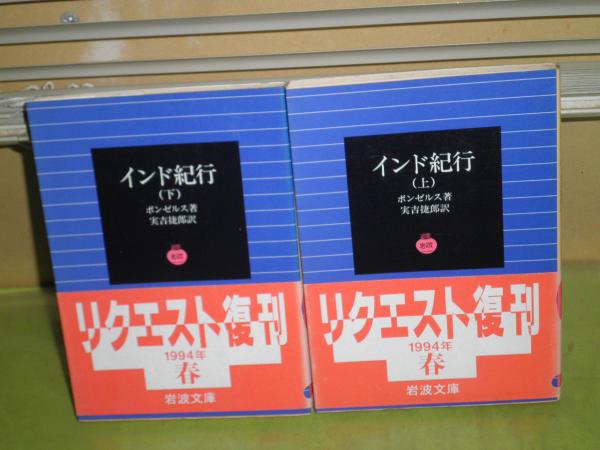 インド紀行
(下)
ボンゼルス著
実吉捷郎訳
岩波
リクエスト復刊
1994年
春
岩波文庫
インド紀行
(上)
ボンゼルス著
実吉捷郎訳
岩波
リクエスト復刊
1994年
春
岩波文庫